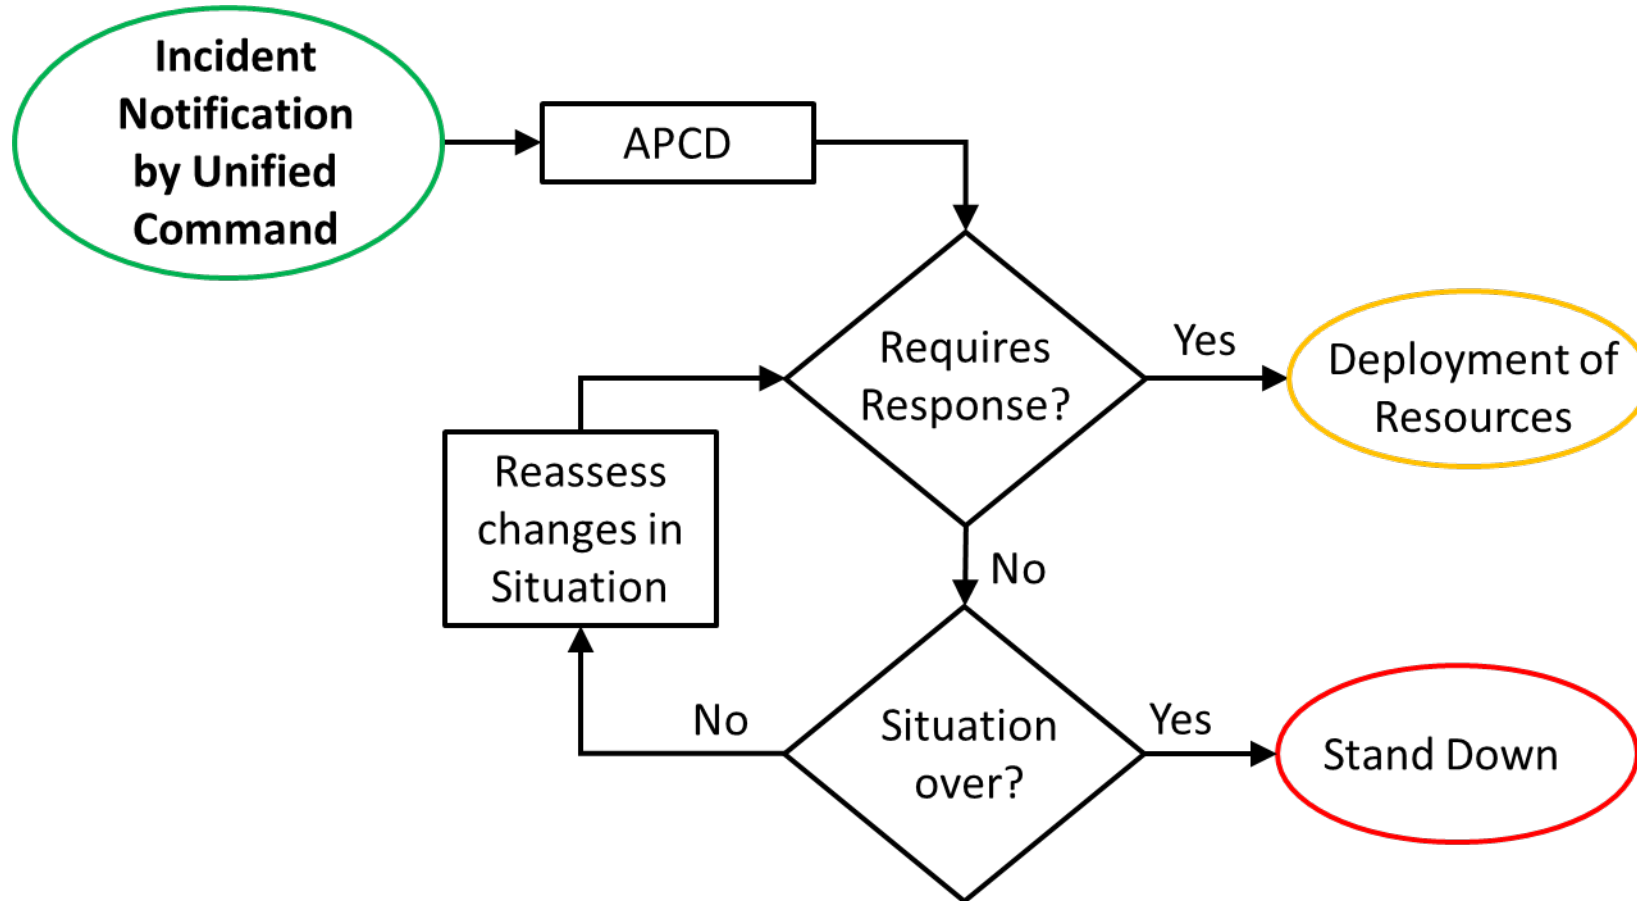 Incident
Notification
by Unified
Command
APCD
Requires
Response?
Yes
Deployment of
Resources
Reassess
changes in
Situation
No
Situation
over?
No
Yes
Stand Down